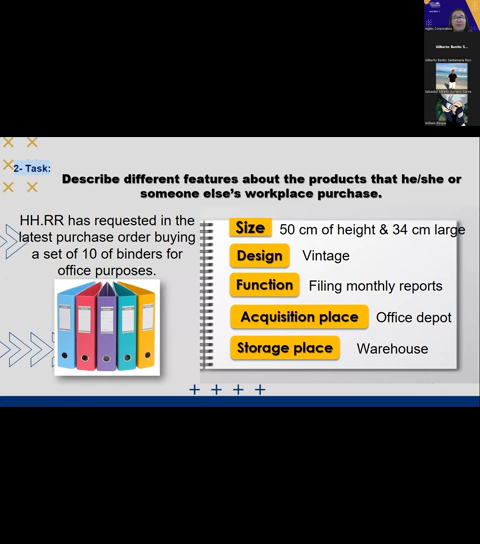 Gilberto Benito S...
2- Task:
Describe different features about the products that he/she or
someone else's workplace purchase.
HH.RR has requested in the
latest purchase order buying
a set of 10 of binders for
office purposes.
Size 50 cm of height & 34 cm large
Design Vintage
Function Filing monthly reports
Acquisition place Office depot
Storage place Warehouse